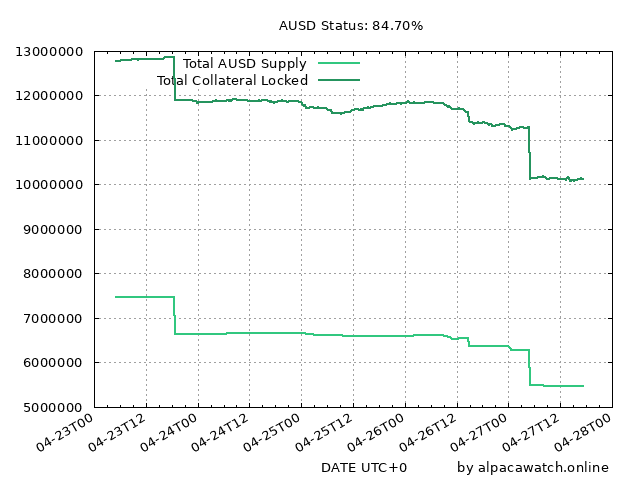 AUSD Status: 84.70%
13000000
12000000
11000000
10000000
9000000
8000000
7000000
6000000
5000000
Total AUSD Supply
Total Collateral Locked
04-23T00
04-23T12
04-24T00
04-24T12
04-25T00
04-25T12
04-26T00
04-26T12
04-27T00
04-27T12
04-28T00
DATE UTC+0
by alpacawatch.online